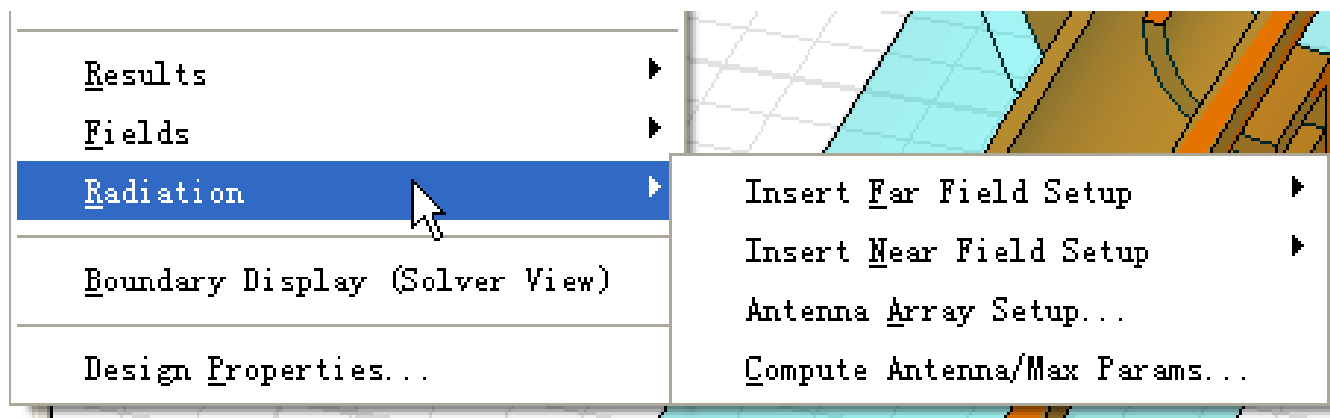 Results
Fields
Radiation
Boundary Display (Solver View)
Design Properties...
Insert Far Field Setup
Insert Near Field Setup
Antenna Array Setup...
Compute Antenna/Max Params...